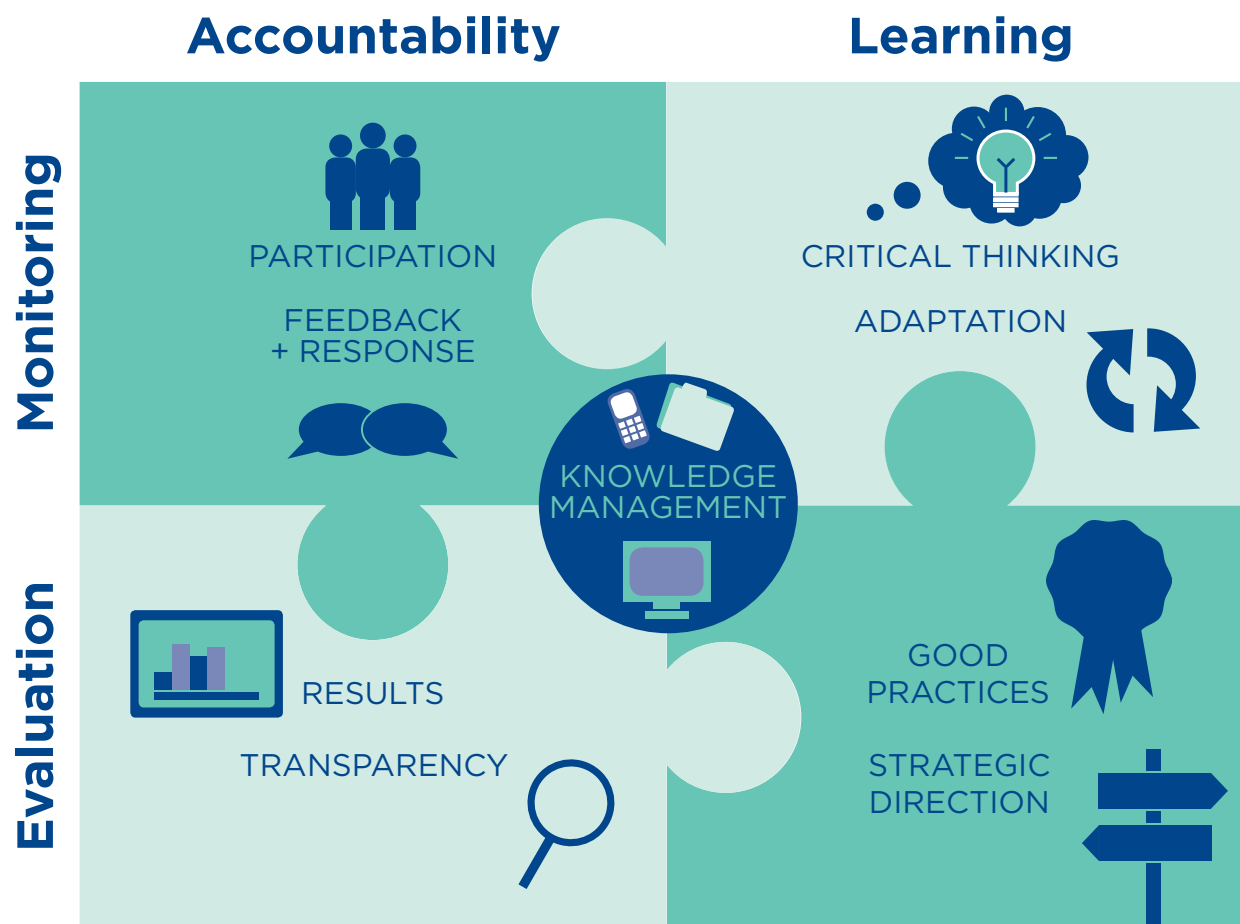 Accountability
Learning
Monitoring
PARTICIPATION
FEEDBACK
+ RESPONSE
CRITICAL THINKING
ADAPTATION
KNOWLEDGE
MANAGEMENT
Evaluation
RESULTS
TRANSPARENCY
GOOD
PRACTICES
STRATEGIC
DIRECTION